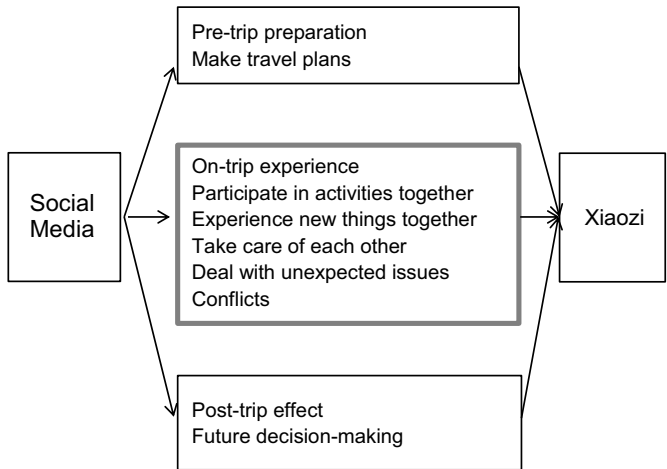 Pre-trip preparation
Make travel plans
Social
Media
On-trip experience
Participate in activities together
Experience new things together
Take care of each other
Deal with unexpected issues
Conflicts
Xiaozi
Post-trip effect
Future decision-making